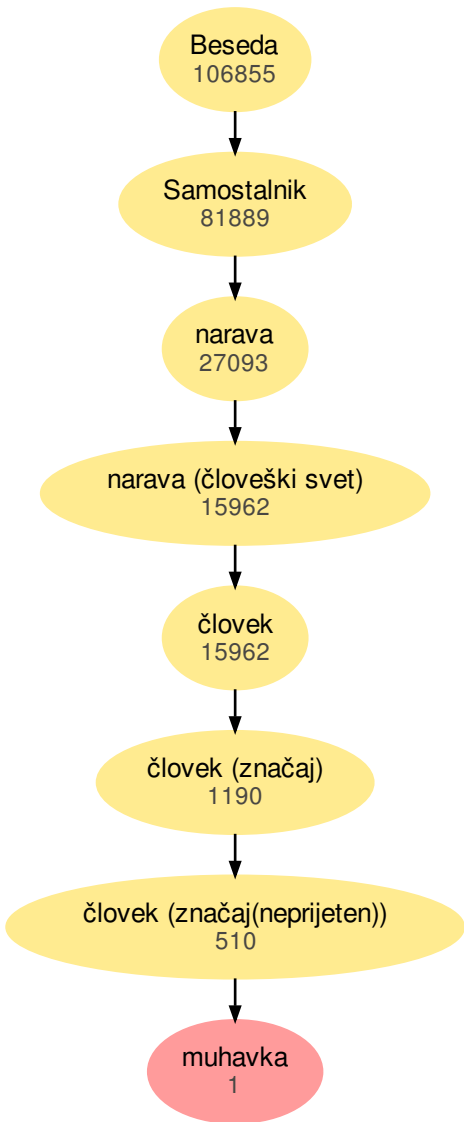 Beseda
106855
Samostalnik
81889
narava
27093
narava (človeški svet)
15962
človek
15962
človek (značaj)
1190
človek (značaj(neprijeten))
510
muhavka
1